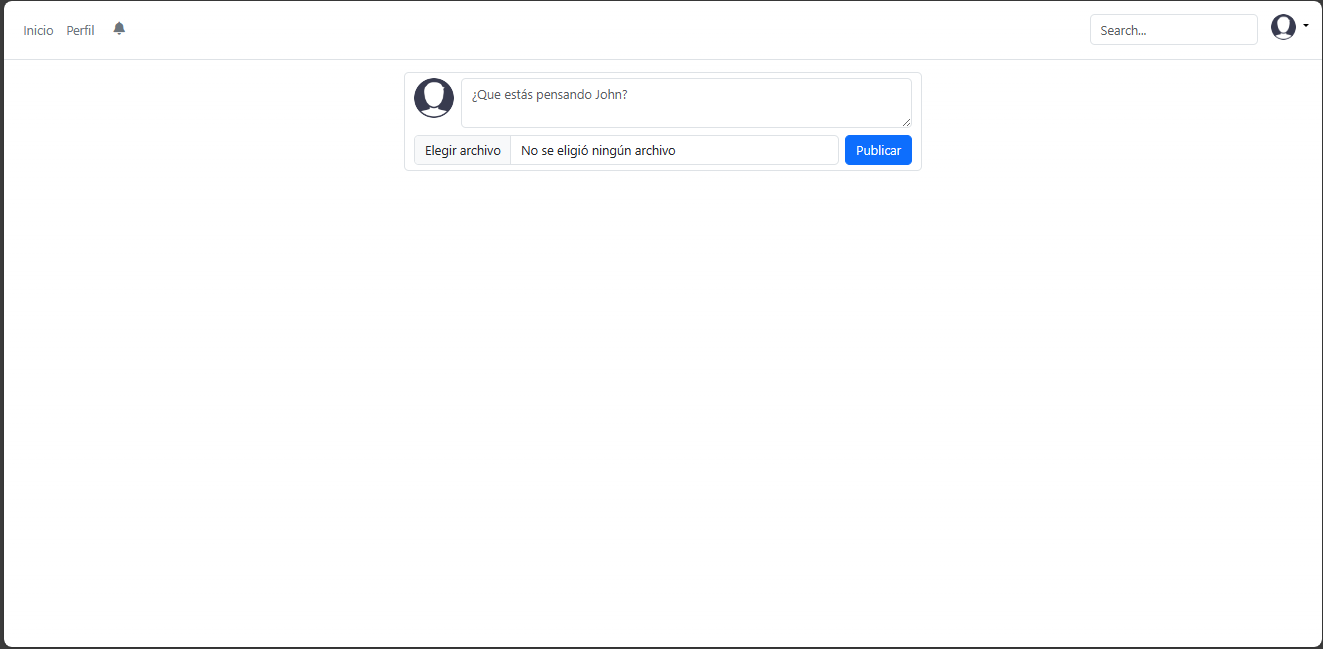 Inicio Perfil Search...
¿Que estás pensando John?
Elegir archivo No se eligió ningún archivo Publicar